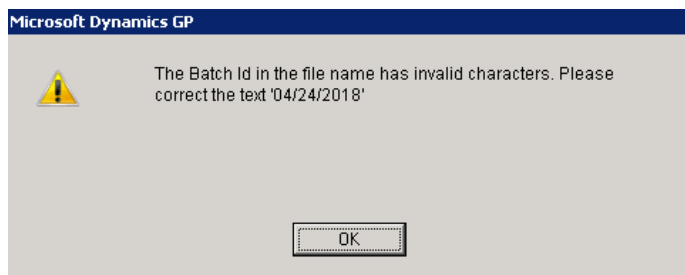 Microsoft Dynamics GP
The Batch Id in the file name has invalid characters. Please
correct the text '04/24/2018'
OK